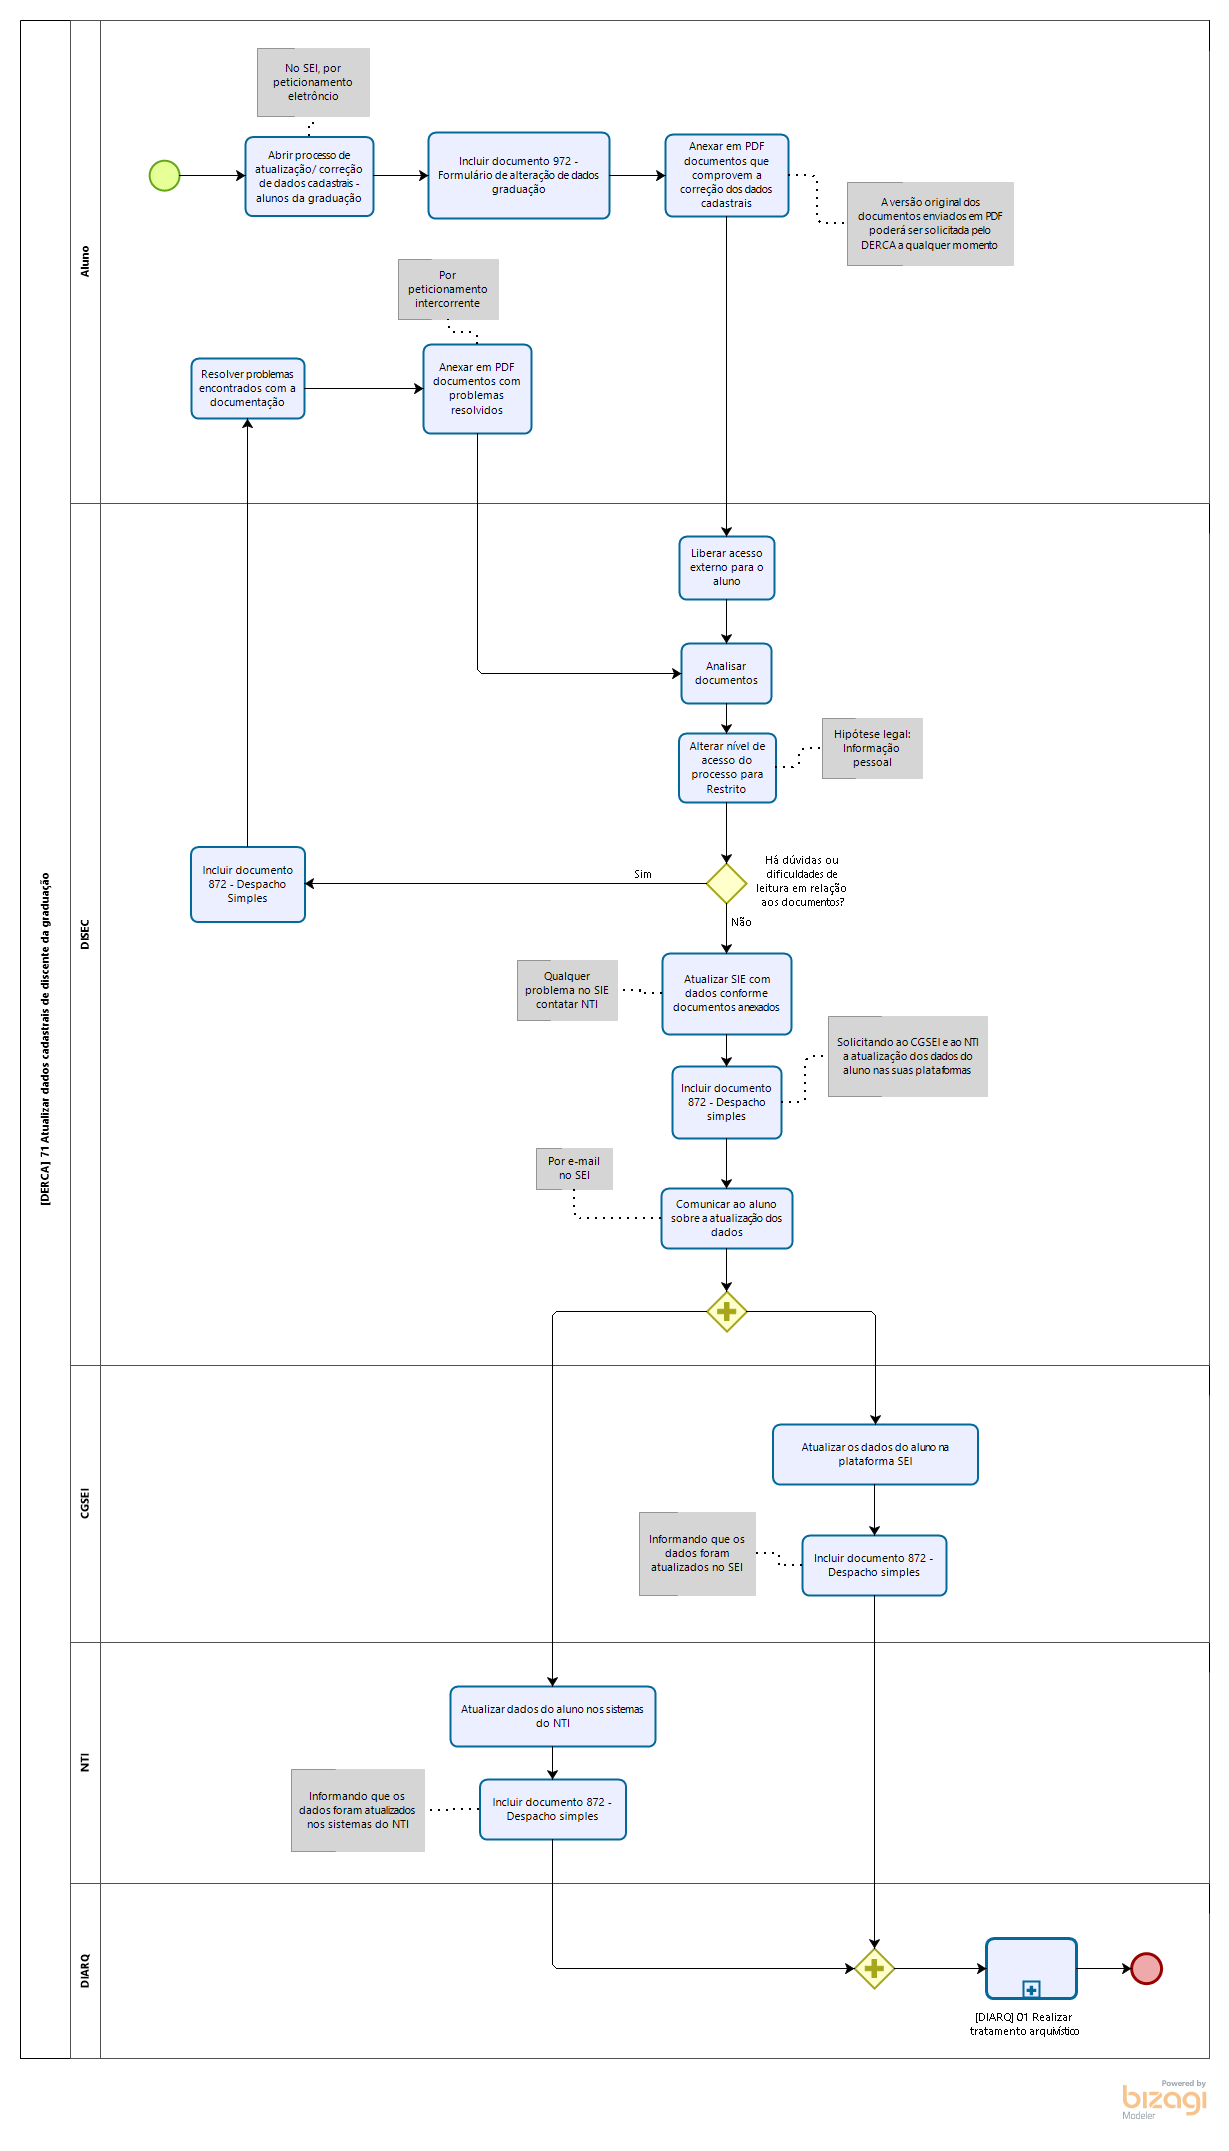 [DERCA] 71 Atualizar dados cadastrais de discente da graduação
Aluno
No SEI, por
peticionamento
eletrôncio
Abrir processo de
atualização/ correção
de dados cadastrais -
alunos da graduação
Incluir documento 972 -
Formulário de alteração de dados
graduação
Anexar em PDF
documentos que
comprovem a
correção dos dados
cadastrais
A versão original dos
documentos enviados em PDF
poderá ser solicitada pelo
DERCA a qualquer momento
Por
peticionamento
intercorrente
Resolver problemas
encontrados com a
documentação
Anexar em PDF
documentos com
problemas
resolvidos
DISEC
Liberar acesso
externo para o
aluno
Analisar
documentos
Alterar nível de
acesso do
processo para
Restrito
Hipótese legal:
Informação
pessoal
Há dúvidas ou
dificuldades de
leitura em relação
aos documentos?
Sim
Incluir documento
872 - Despacho
Simples
Não
Atualizar SIE com
dados conforme
documentos anexados
Qualquer
problema no SIE
contatar NTI
Incluir documento
872 - Despacho
simples
Solicitando ao CGSEI e ao NTI
a atualização dos dados do
aluno nas suas plataformas
Por e-mail
no SEI
Comunicar ao aluno
sobre a atualização dos
dados
CGSEI
Atualizar os dados do aluno na
plataforma SEI
Informando que os
dados foram
atualizados no SEI
Incluir documento 872 -
Despacho simples
NTI
Atualizar dados do aluno nos sistemas
do NTI
Informando que os
dados foram atualizados
nos sistemas do NTI
Incluir documento 872 -
Despacho simples
DIARQ
[DIARQ] 01 Realizar
tratamento arquivístico
Powered by
bizagi
Modeler